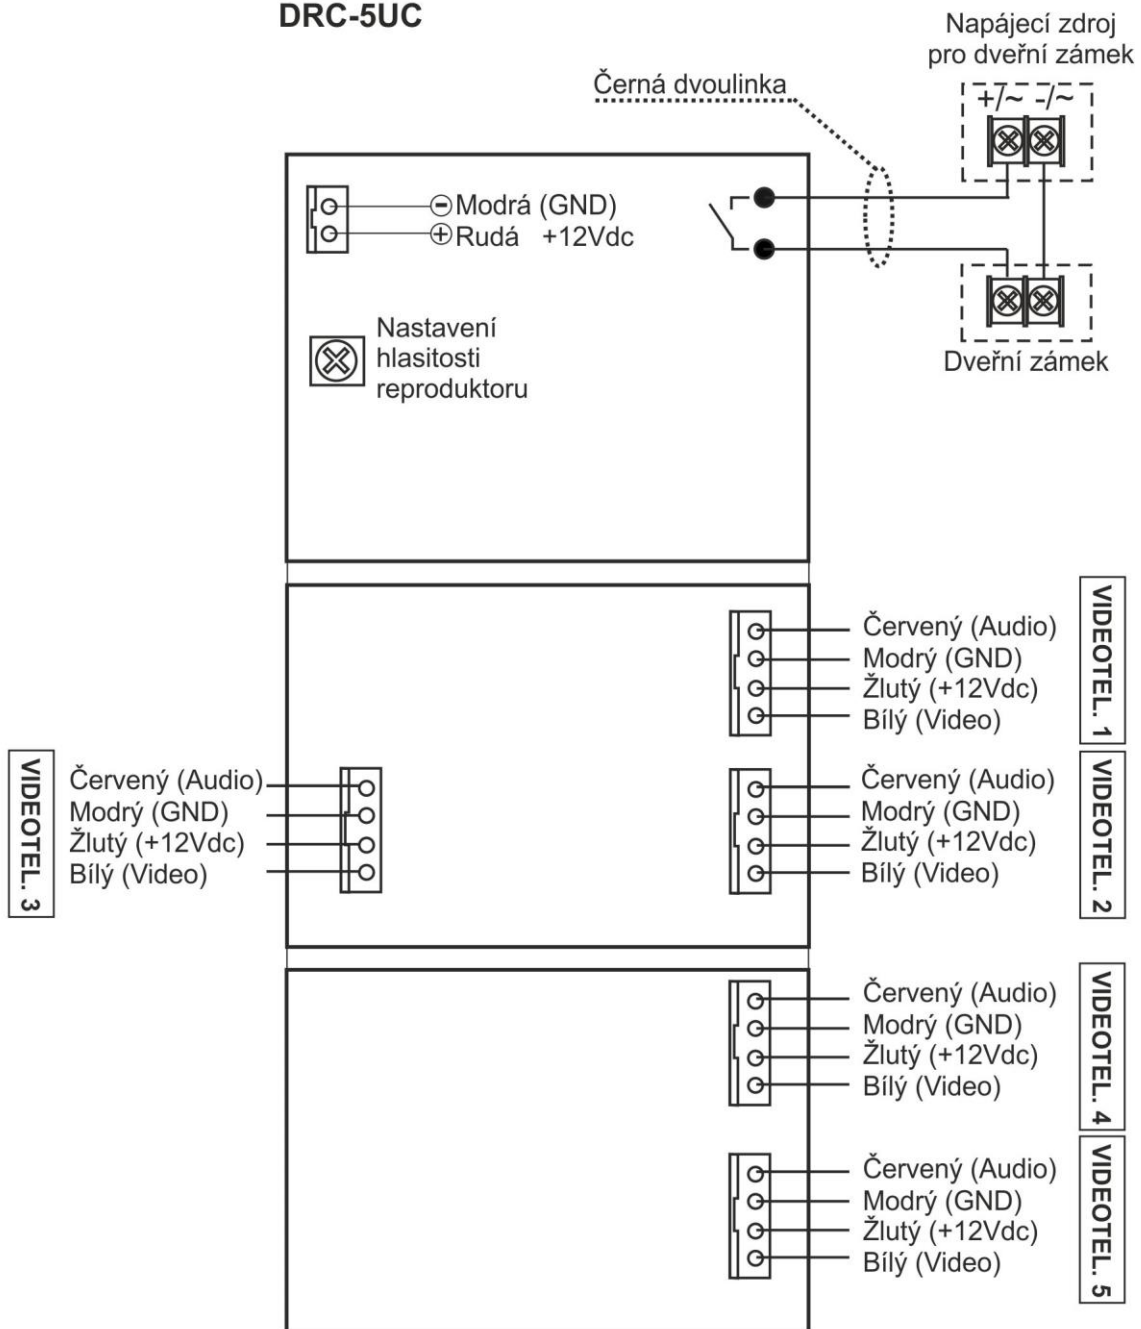 DRC-5UC
Napájecí zdroj
pro dveřní zámek
Černá dvoulinka
+/~ -/~
Modrá (GND)
Rudá +12Vdc
Nastavení
hlasitosti
reproduktoru
Dveřní zámek
Červený (Audio)
Modrý (GND)
Žlutý (+12Vdc)
Bílý (Video)
VIDEOTEL. 1
VIDEOTEL. 3
Červený (Audio)
Modrý (GND)
Žlutý (+12Vdc)
Bílý (Video)
Červený (Audio)
Modrý (GND)
Žlutý (+12Vdc)
Bílý (Video)
VIDEOTEL. 2
Červený (Audio)
Modrý (GND)
Žlutý (+12Vdc)
Bílý (Video)
VIDEOTEL. 4
Červený (Audio)
Modrý (GND)
Žlutý (+12Vdc)
Bílý (Video)
VIDEOTEL. 5